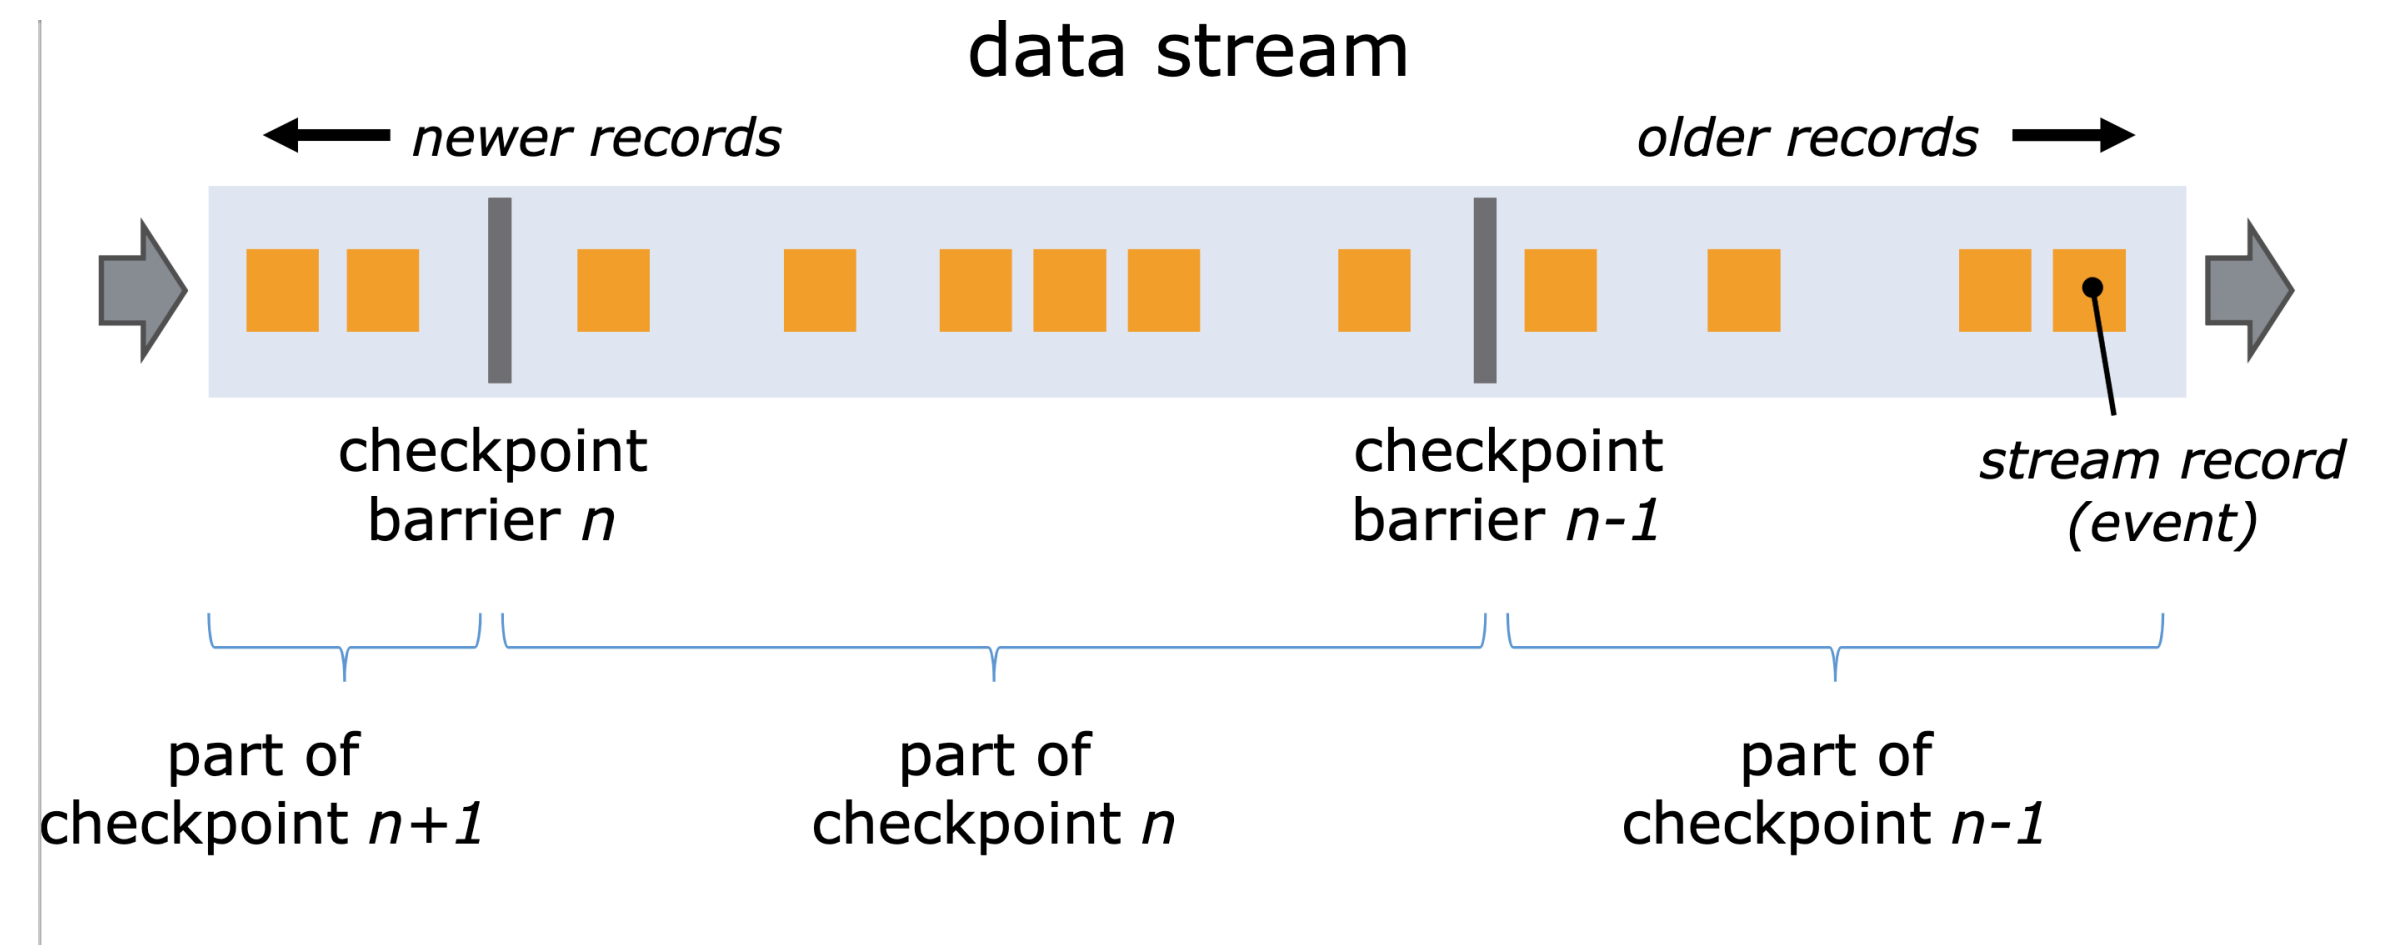 data stream
newer records
older records
checkpoint
barrier n
checkpoint
barrier n-1
stream record
(event)
part of
checkpoint n+1
part of
checkpoint n
part of
checkpoint n-1